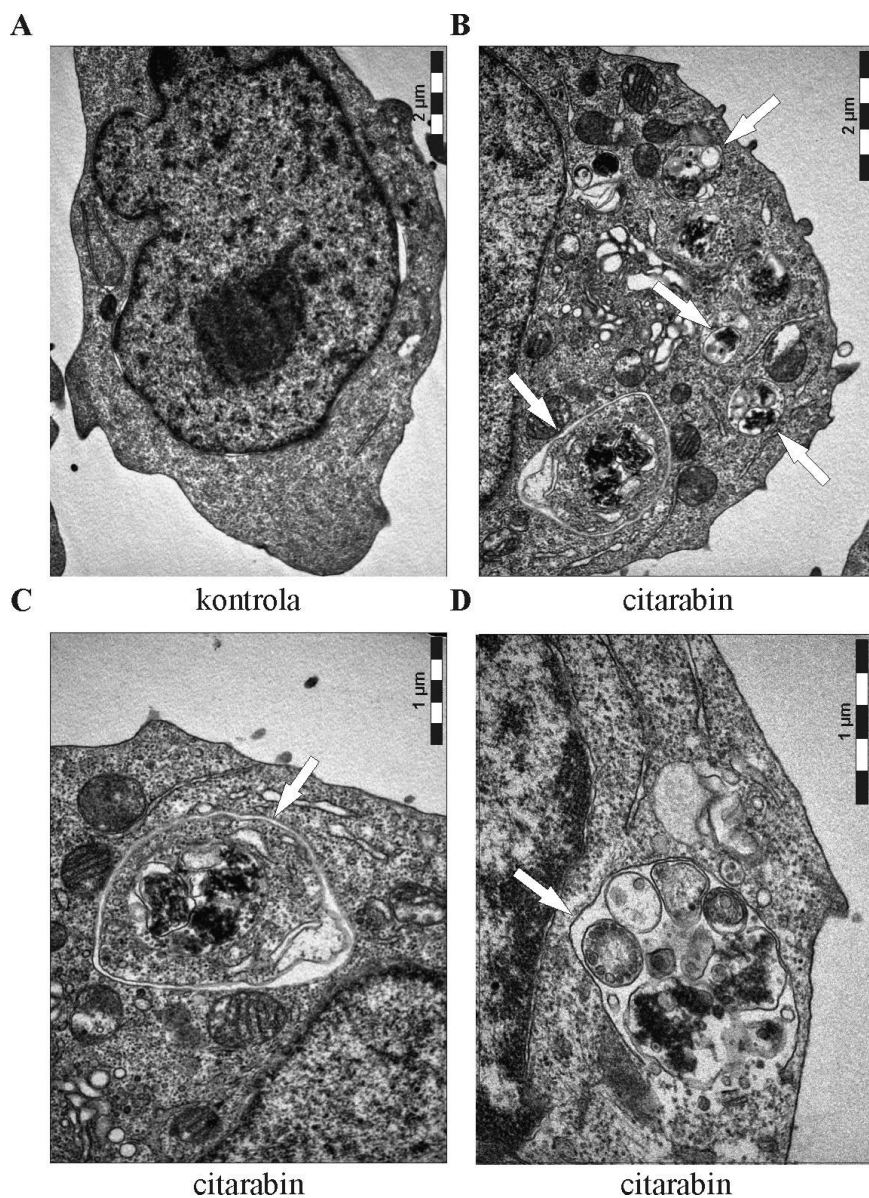 A
B
2 µm
2 µm
kontrola
citarabin
C
D
1 µm
1 µm
citarabin
citarabin